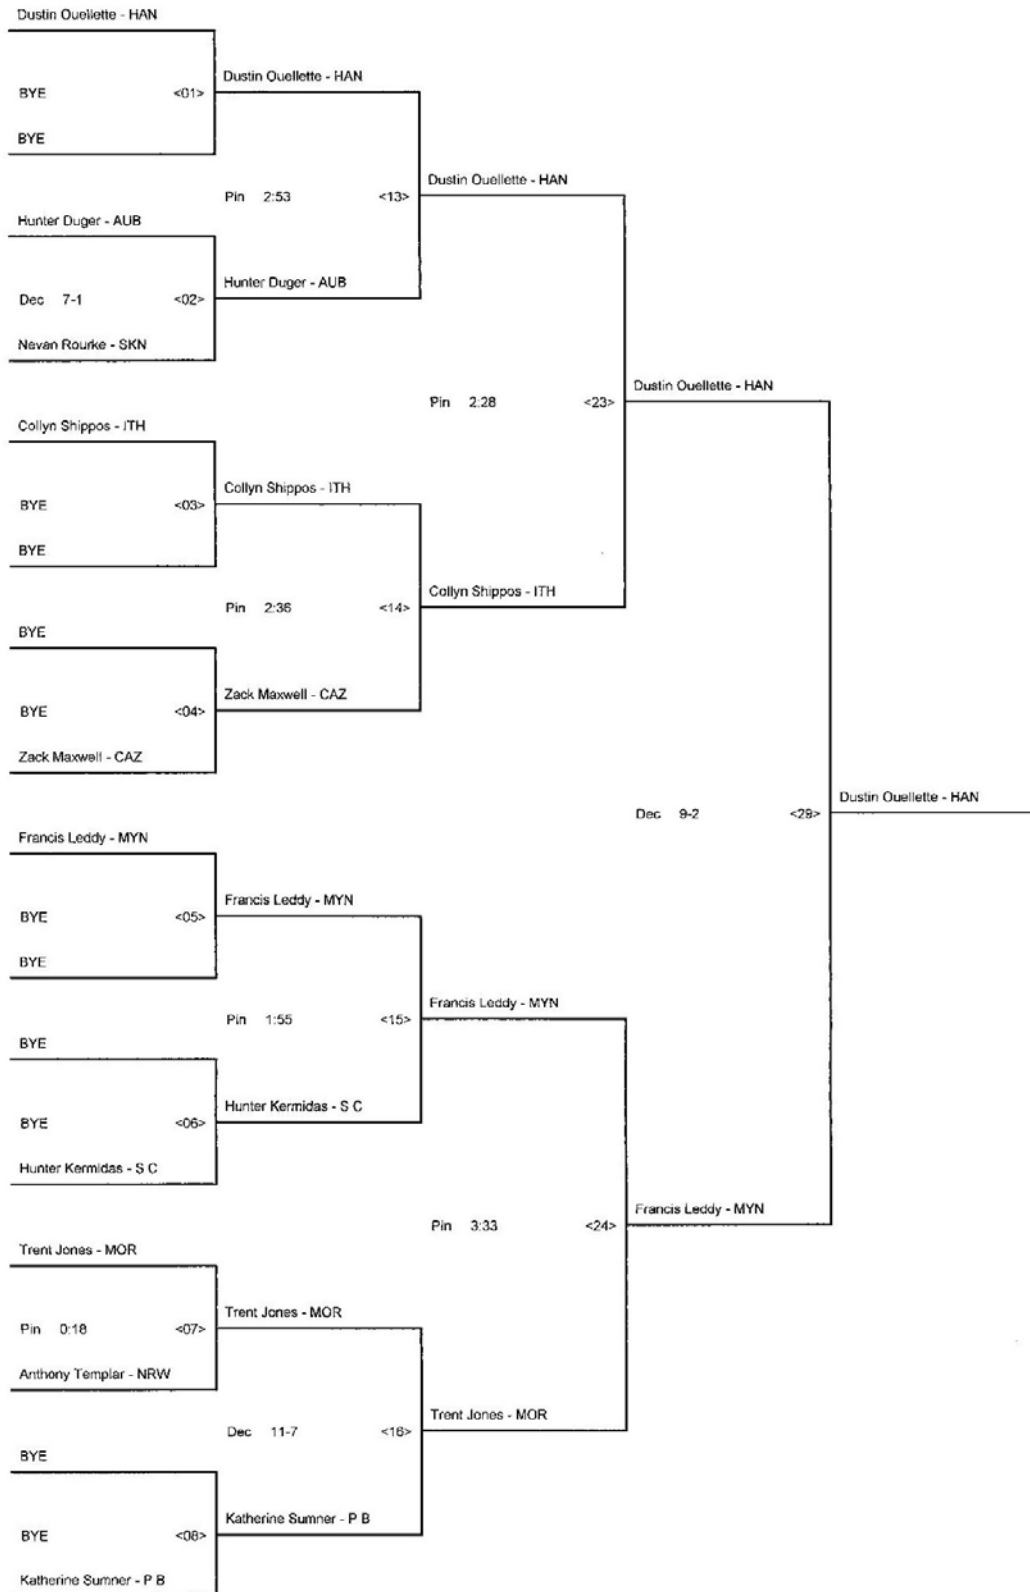 Dustin Ouellette - HAN
Dustin Ouellette - HAN
BYE <01>
BYE
Dustin Ouellette - HAN
Pin 2:53 <13>
Hunter Duger - AUB
Hunter Duger - AUB
Dec 7-1 <02>
Nevan Rourke - SKN
Dustin Ouellette - HAN
Pin 2:28 <23>
Collyn Shippos - ITH
Collyn Shippos - ITH
BYE <03>
BYE
Collyn Shippos - ITH
Pin 2:36 <14>
BYE
Zack Maxwell - CAZ
BYE <04>
Zack Maxwell - CAZ
Dustin Ouellette - HAN
Dec 9-2 <29>
Francis Leddy - MYN
Francis Leddy - MYN
BYE <05>
BYE
Francis Leddy - MYN
Pin 1:55 <15>
BYE
Hunter Kermidas - S C
BYE <06>
Hunter Kermidas - S C
Francis Leddy - MYN
Pin 3:33 <24>
Trent Jones - MOR
Trent Jones - MOR
Pin 0:18 <07>
Anthony Templar - NRW
Trent Jones - MOR
Dec 11-7 <16>
BYE
Katherine Sumner - P B
BYE <08>
Katherine Sumner - P B